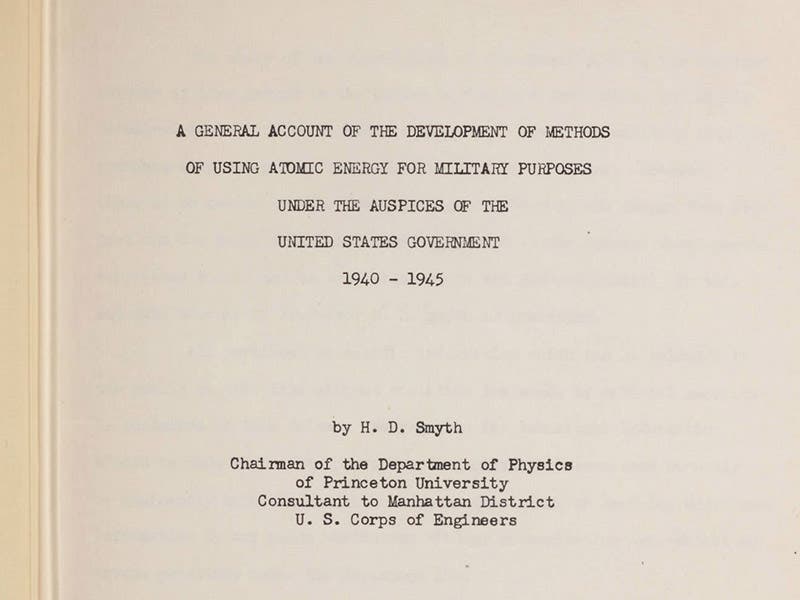 A GENERAL ACCOUNT OF THE DEVELOPMENT OF METHODS
OF USING ATOMIC ENERGY FOR MILITARY PURPOSES
UNDER THE AUSPICES OF THE
UNITED STATES GOVERNMENT
1940 - 1945
by H. D. Smyth
Chairman of the Department of Physics
of Princeton University
Consultant to Manhattan District
U. S. Corps of Engineers